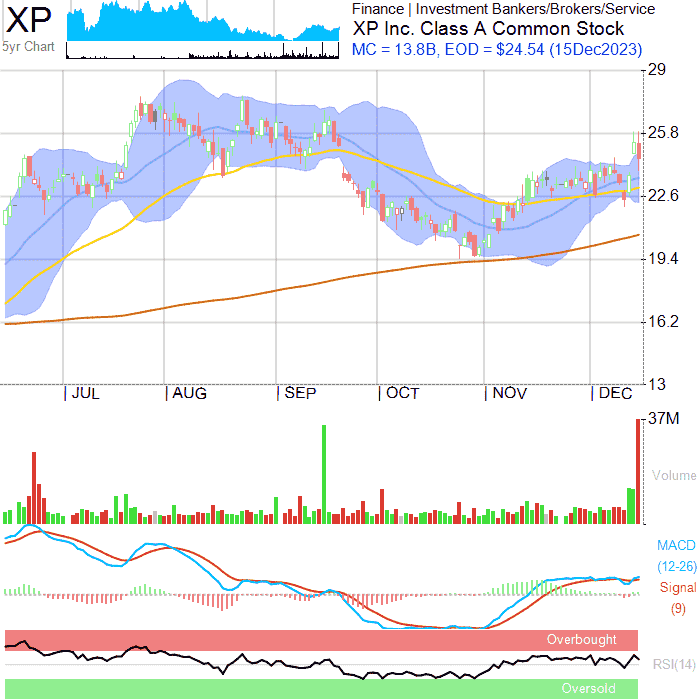 XP
5yr Chart
Finance | Investment Bankers/Brokers/Service
XP Inc. Class A Common Stock
MC = 13.8B, EOD = $24.54 (15Dec2023)
29
25.8
22.6
19.4
16.2
13
JUL
AUG
SEP
OCT
NOV
DEC
37M
Volume
MACD
(12-26)
Signal
(9)
Overbought
RSI(14)
Oversold